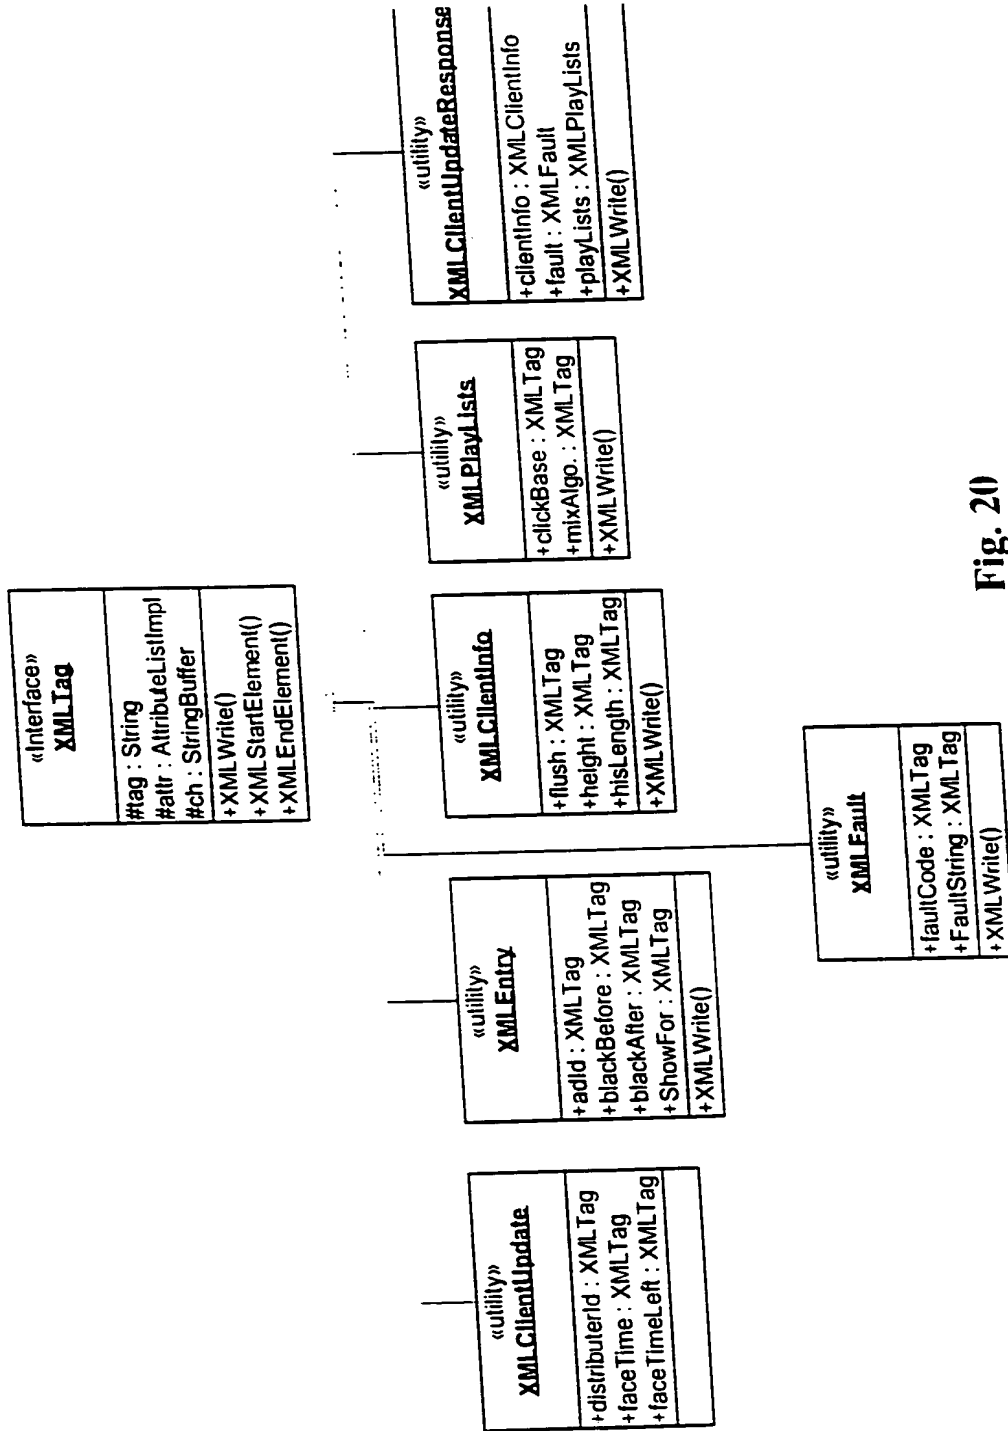 «Interface»
XMLTag
#tag : String
#attr : AttributeListImpl
#ch : StringBuffer
+XMLWrite()
+XMLStartElement()
+XMLEndElement()
«utility»
XMLClientUpdate
+distributerId : XMLTag
+faceTime : XMLTag
+faceTimeLeft : XMLTag
«utility»
XMLEntry
+adId : XMLTag
+blackBefore : XMLTag
+blackAfter : XMLTag
+ShowFor : XMLTag
+XMLWrite()
«utility»
XMLClientInfo
+flush : XMLTag
+height : XMLTag
+hisLength : XMLTag
+XMLWrite()
«utility»
XMLPlayLists
+clickBase : XMLTag
+mixAlgo. : XMLTag
+XMLWrite()
«utility»
XMLClientUpdateResponse
+clientInfo : XMLClientInfo
+fault : XMLFault
+playLists : XMLPlayLists
+XMLWrite()
«utility»
XMLFault
+faultCode : XMLTag
+FaultString : XMLTag
+XMLWrite()
Fig. 20